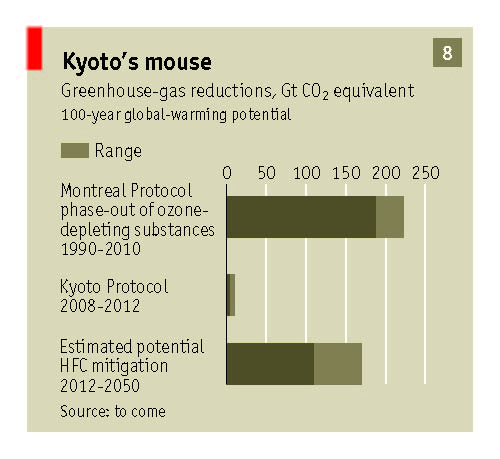 8
Kyoto's mouse
Greenhouse-gas reductions, Gt CO₂ equivalent
100-year global-warming potential
Range
0 50 100 150 200 250
Montreal Protocol
phase-out of ozone-
depleting substances
1990-2010
Kyoto Protocol
2008-2012
Estimated potential
HFC mitigation
2012-2050
Source: to come